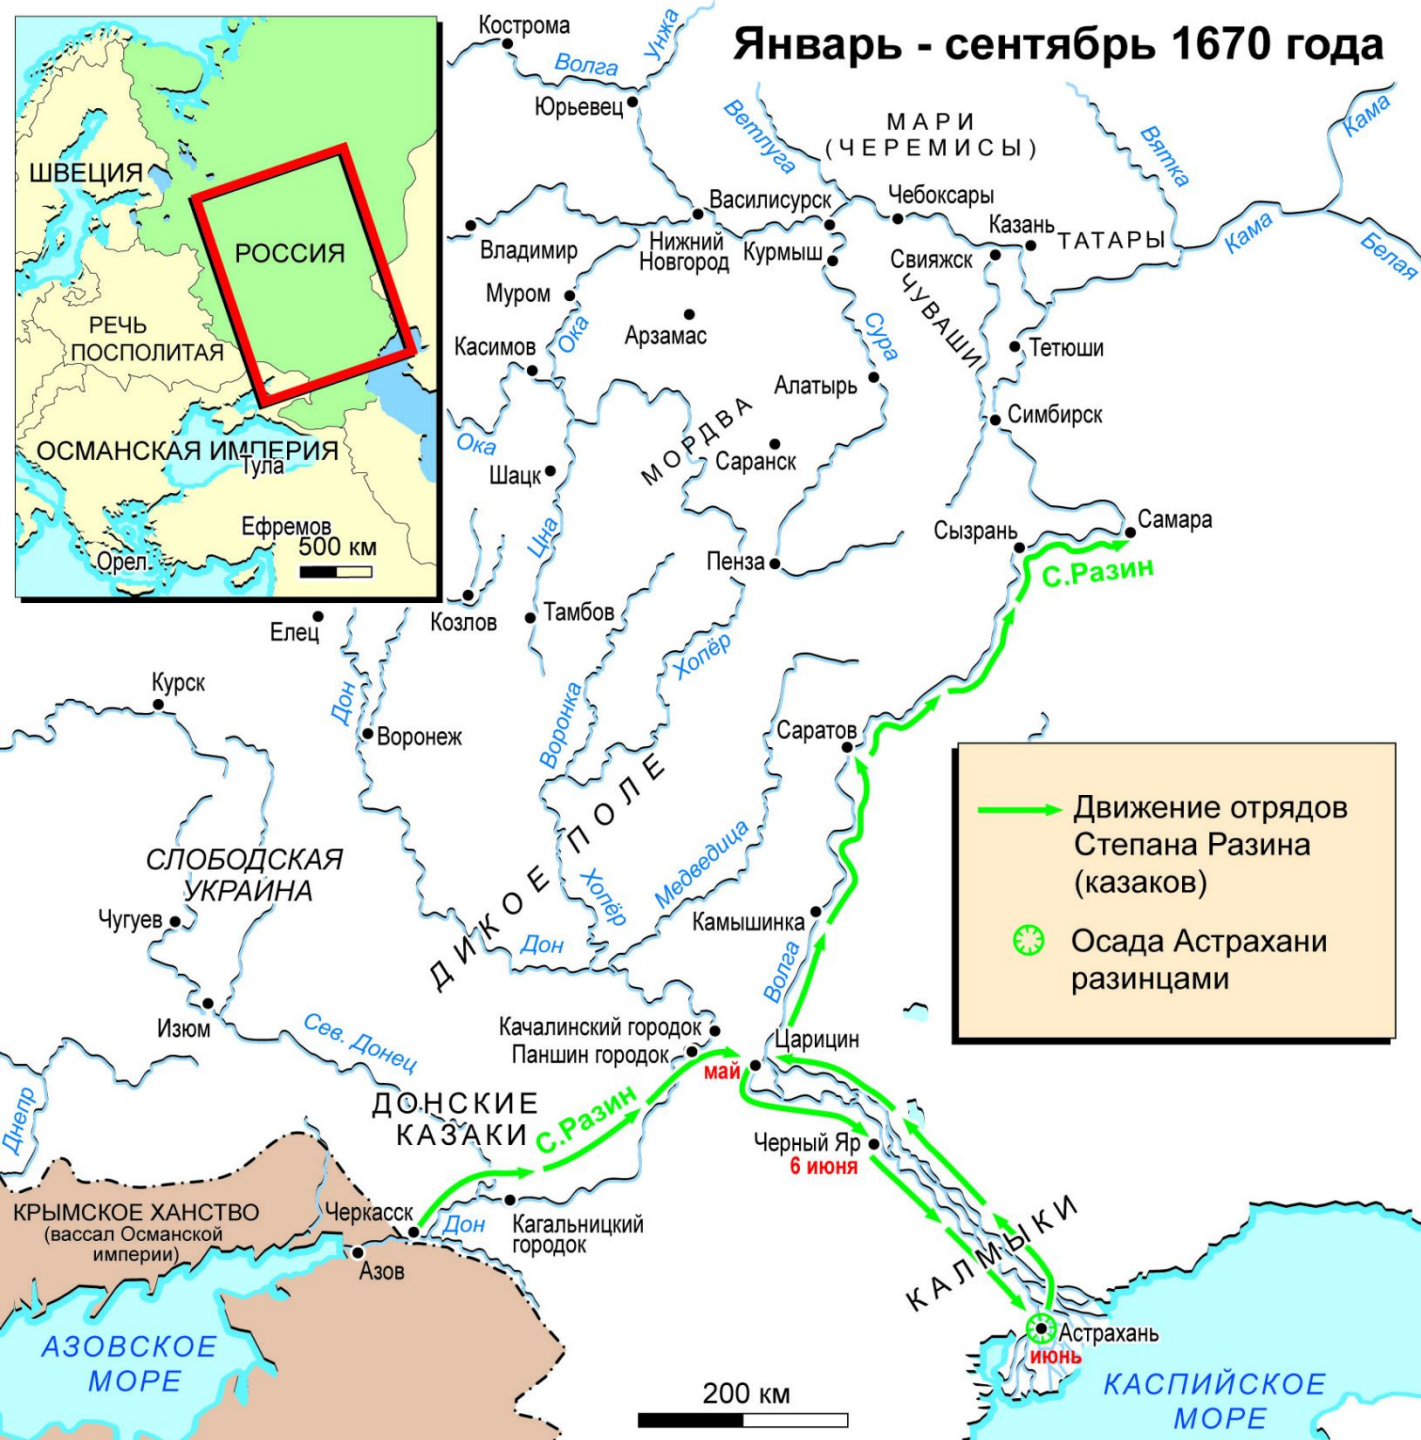 Январь - сентябрь 1670 года
ШВЕЦИЯ
РОССИЯ
РЕЧЬ
ПОСПОЛИТАЯ
ОСМАНСКАЯ ИМПЕРИЯ
Тула
Ефремов
500 км
Орел
Кострома
Волга
Унжа
Юрьевец
Ветлуга
МАРИ
(ЧЕРЕМИСЫ)
Вятка
Кама
Василисурск
Чебоксары
Казань
ТАТАРЫ
Кама
Белая
Владимир
Нижний
Новгород
Курмыш
Свияжск
ЧУВАШИ
Муром
Ока
Арзамас
Сура
Касимов
Тетюши
Алатырь
МОРДВА
Симбирск
Ока
Шацк
Саранск
Цна
Сызрань
Самара
Пенза
С.Разин
Елец
Козлов
Тамбов
Хопёр
Курск
Дон
Воронеж
Воронка
Саратов
ДИКОЕ ПОЛЕ
СЛОБОДСКАЯ
УКРАИНА
Медведица
Хопёр
Чугуев
Камышинка
Дон
Волга
Изюм
Сев. Донец
Качалинский городок
Паншин городок
Царицин
май
Днепр
ДОНСКИЕ
КАЗАКИ
С.Разин
Черный Яр
6 июня
КРЫМСКОЕ ХАНСТВО
(вассал Османской
империи)
Черкасск
Дон
Кагальницкий
городок
Азов
КАЛМЫКИ
Астрахань
июнь
АЗОВСКОЕ
МОРЕ
200 км
КАСПИЙСКОЕ
МОРЕ
Движение отрядов
Степана Разина
(казаков)
Осада Астрахани
разинцами